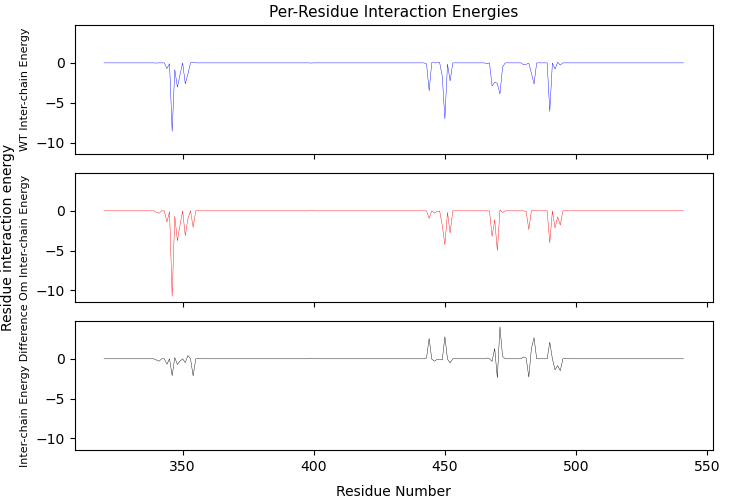 Per-Residue Interaction Energies
Residue interaction energy
WT Inter-chain Energy
0
−5
−10
Om Inter-chain Energy
0
−5
−10
Inter-chain Energy Difference
0
−5
−10
350
400
450
500
550
Residue Number